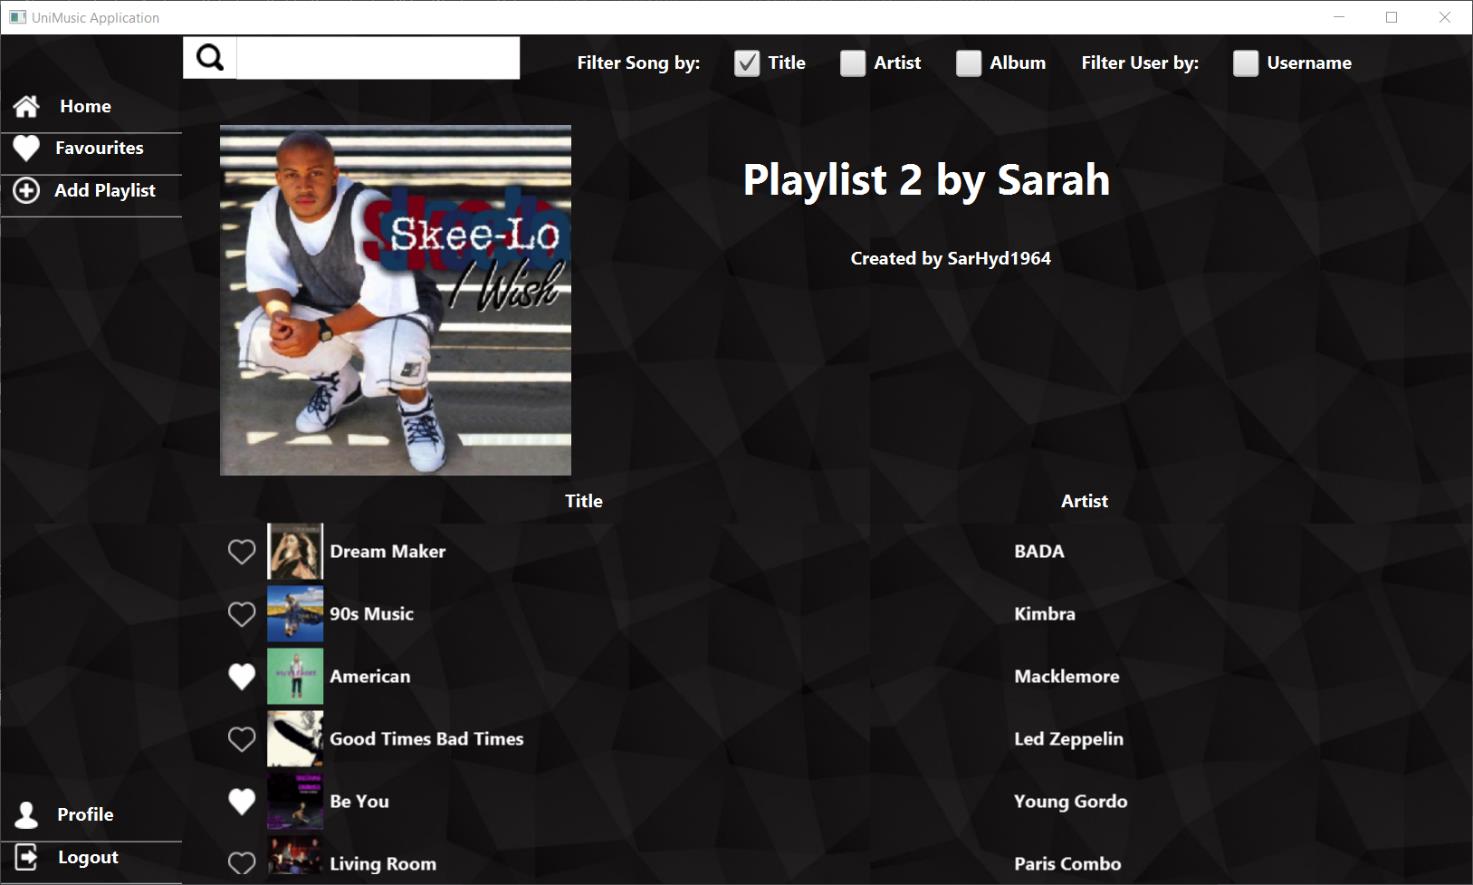 UniMusic Application
Filter Song by: Title Artist Album Filter User by: Username
Home
Favourites
Add Playlist
Skee-Lo
I Wish
Playlist 2 by Sarah
Created by SarHyd1964
Title Artist
Dream Maker BADA
90s Music Kimbra
American Macklemore
Good Times Bad Times Led Zeppelin
Be You Young Gordo
Living Room Paris Combo
Profile
Logout